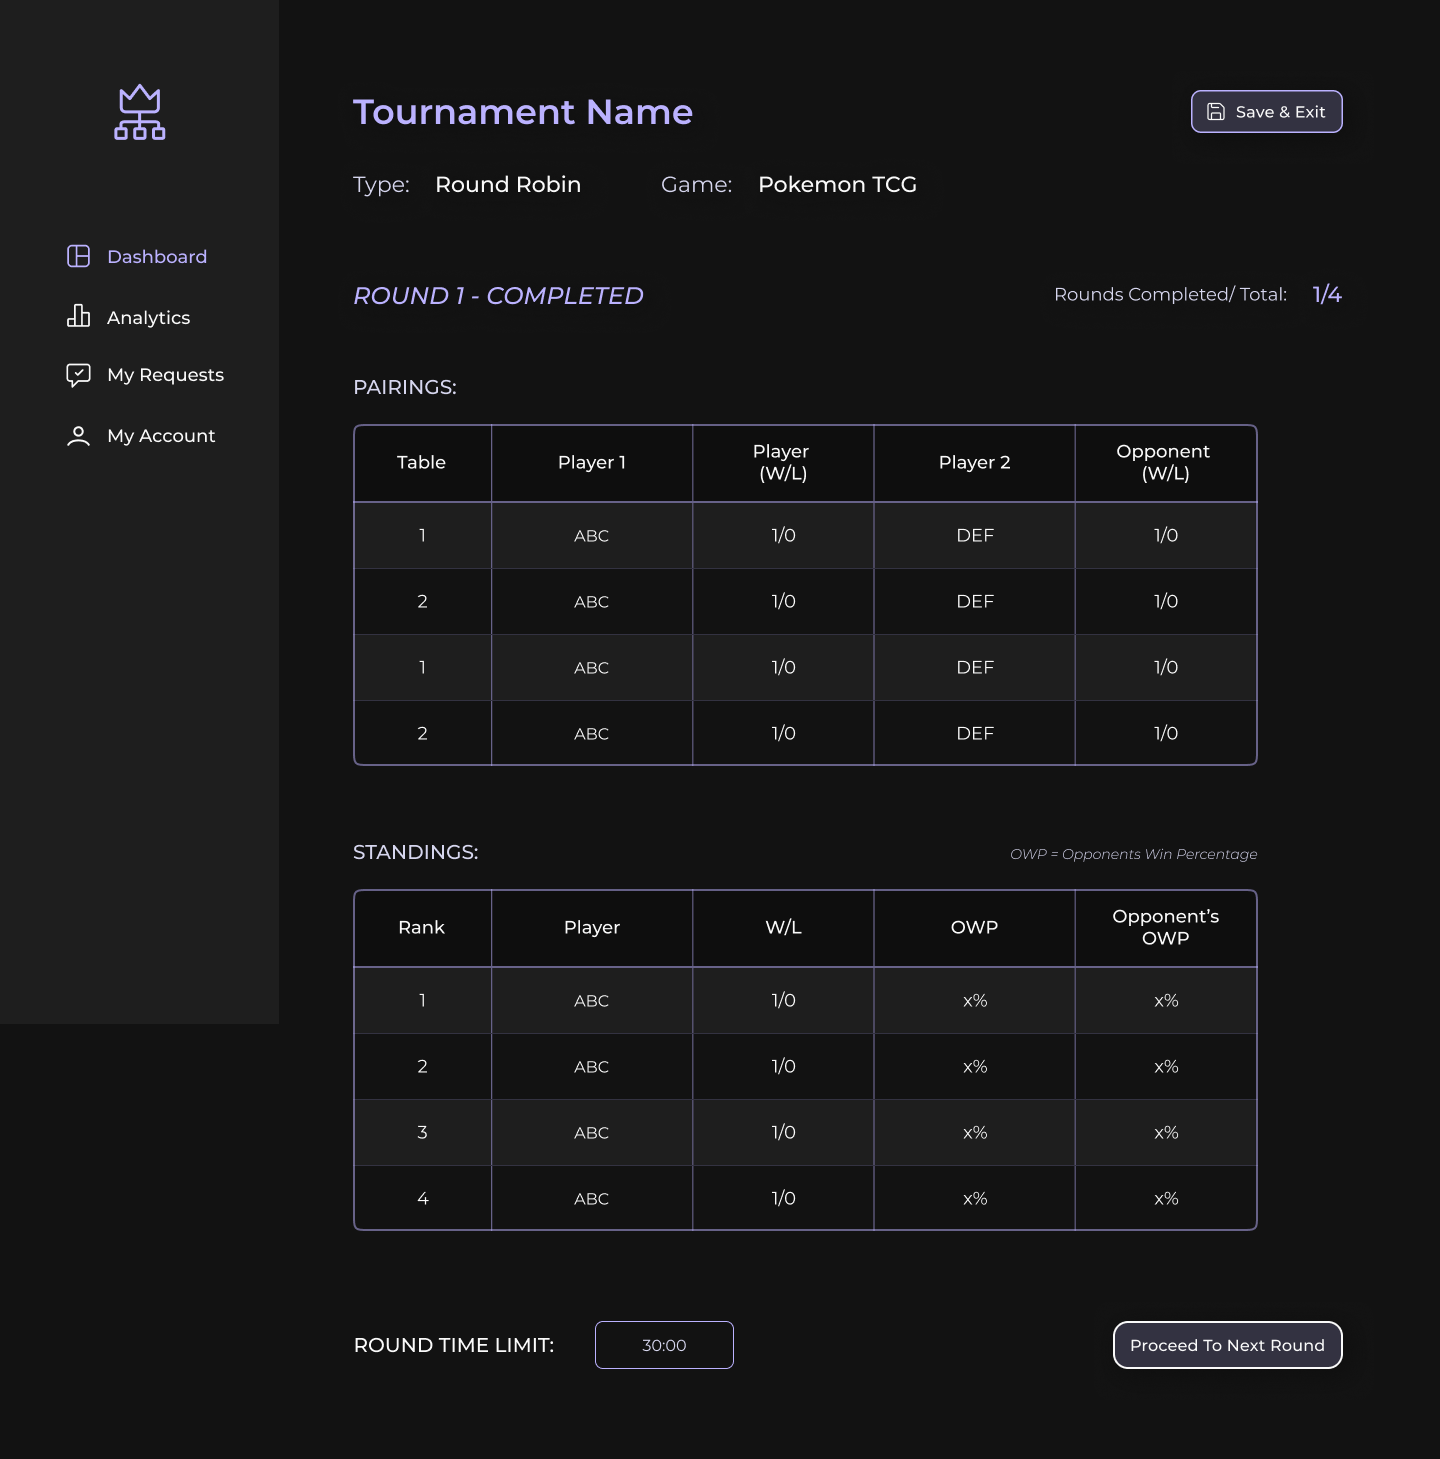 Tournament Name
Save & Exit
Type: Round Robin Game: Pokemon TCG
Dashboard
Analytics
My Requests
My Account
ROUND 1 - COMPLETED
Rounds Completed/ Total: 1/4
PAIRINGS:
Table Player 1 Player (W/L) Player 2 Opponent (W/L)
1 ABC 1/0 DEF 1/0
2 ABC 1/0 DEF 1/0
1 ABC 1/0 DEF 1/0
2 ABC 1/0 DEF 1/0
STANDINGS:
OWP = Opponents Win Percentage
Rank Player W/L OWP Opponent’s OWP
1 ABC 1/0 x% x%
2 ABC 1/0 x% x%
3 ABC 1/0 x% x%
4 ABC 1/0 x% x%
ROUND TIME LIMIT: 30:00
Proceed To Next Round